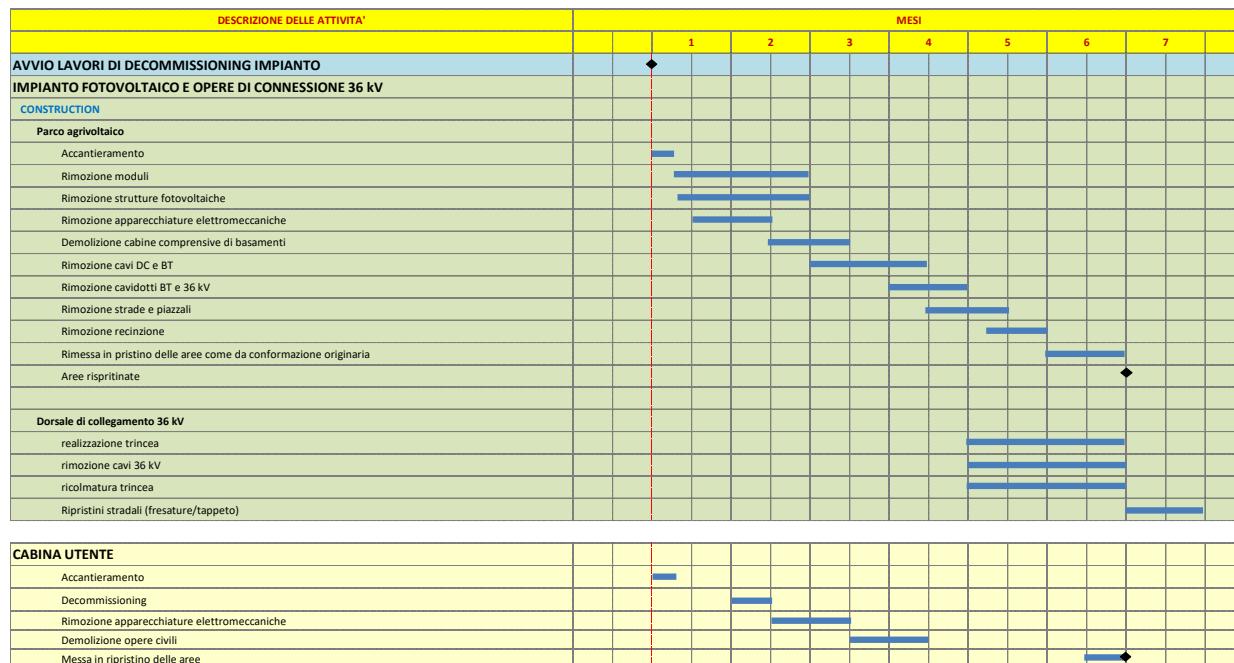 DESCRIZIONE DELLE ATTIVITA' MESI
1 2 3 4 5 6 7
AVVIO LAVORI DI DECOMMISSIONING IMPIANTO
IMPIANTO FOTOVOLTAICO E OPERE DI CONNESSIONE 36 kV
CONSTRUCTION
Parco agrivoltaico
Accantieramento
Rimozione moduli
Rimozione strutture fotovoltaiche
Rimozione apparecchiature elettromeccaniche
Demolizione cabine comprensive di basamenti
Rimozione cavi DC e BT
Rimozione cavidotti BT e 36 kV
Rimozione strade e piazzali
Rimozione recinzione
Rimessa in pristino delle aree come da conformazione originaria
Aree rispritinate
Dorsale di collegamento 36 kV
realizzazione trincea
rimozione cavi 36 kV
ricolmatura trincea
Ripristini stradali (fresature/tappeto)
CABINA UTENTE
Accantieramento
Decommissioning
Rimozione apparecchiature elettromeccaniche
Demolizione opere civili
Messa in ripristino delle aree